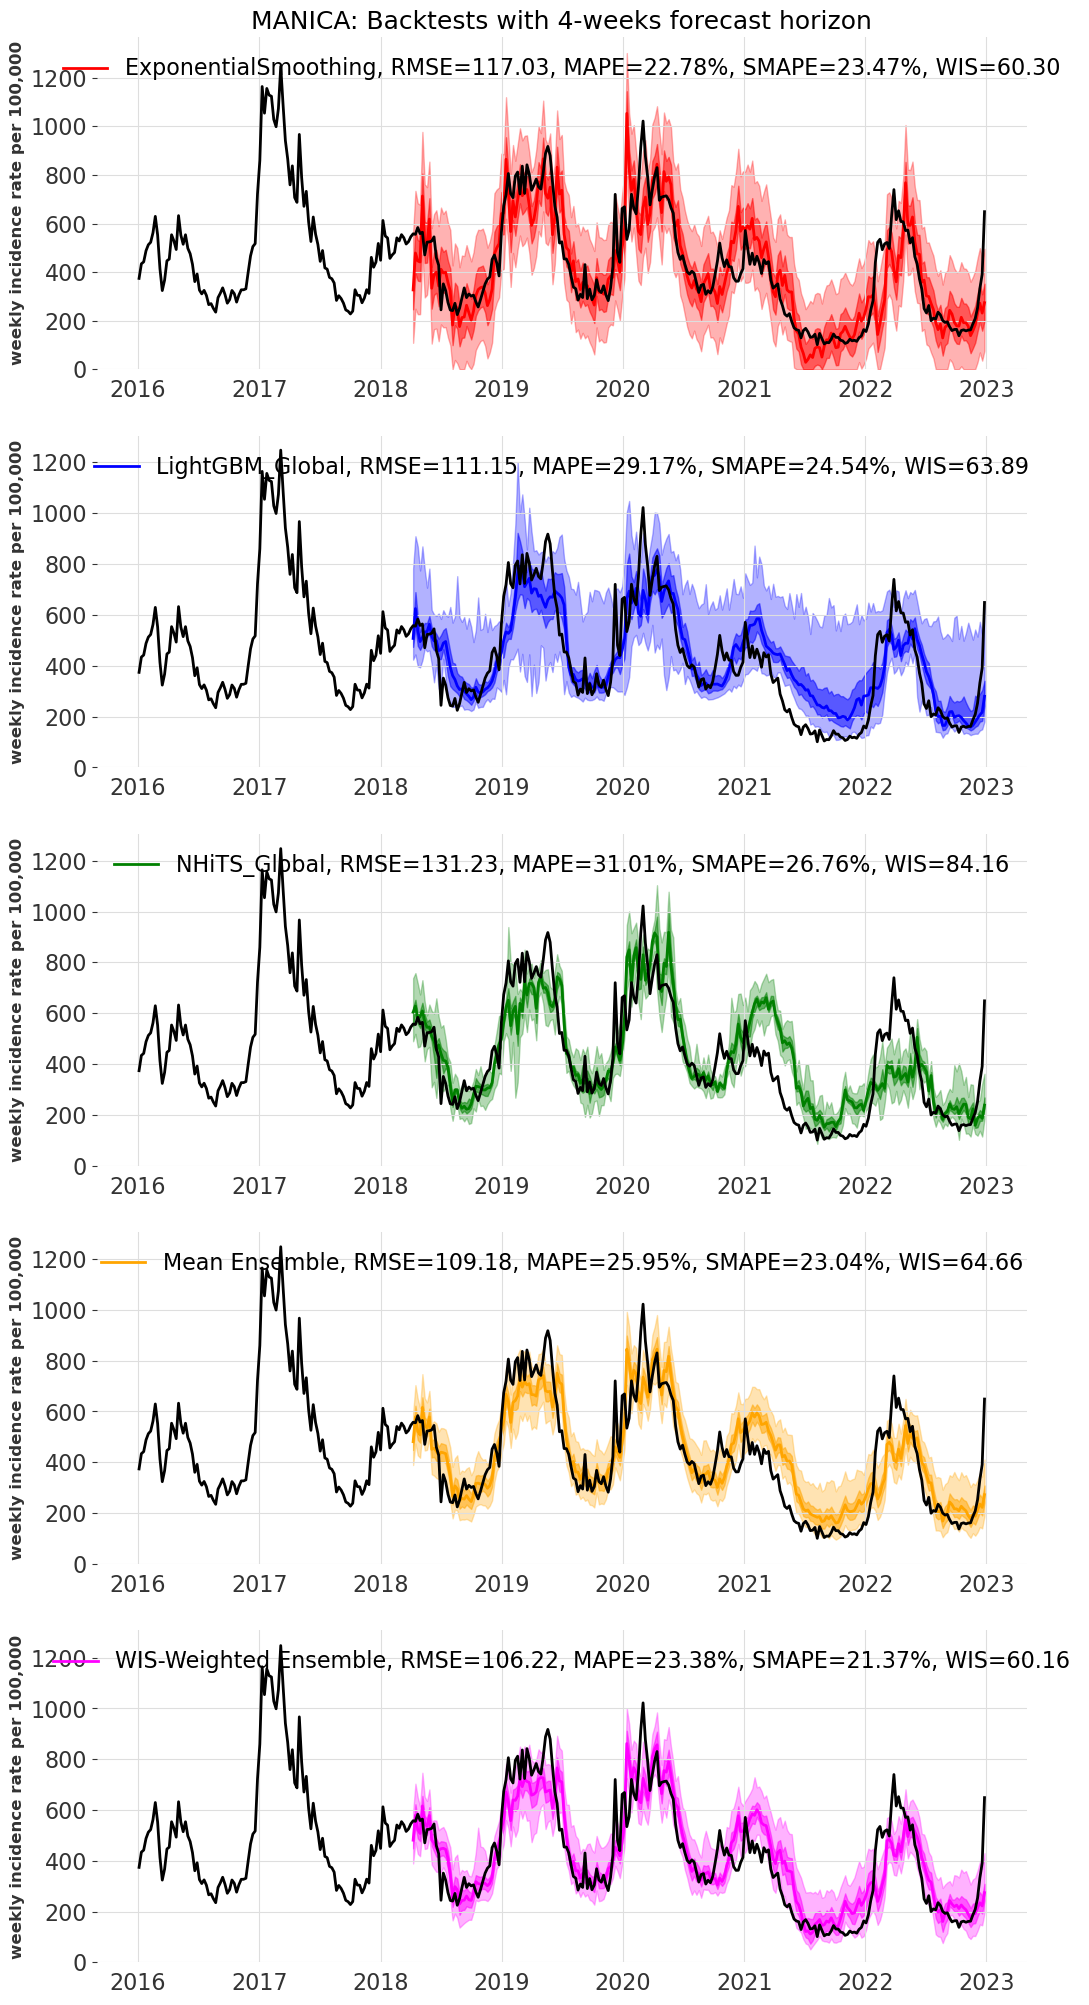 MANICA: Backtests with 4-weeks forecast horizon
ExponentialSmoothing, RMSE=117.03, MAPE=22.78%, SMAPE=23.47%, WIS=60.30
weekly incidence rate per 100,000
1200
1000
800
600
400
200
0
2016 2017 2018 2019 2020 2021 2022 2023
LightGBM_Global, RMSE=111.15, MAPE=29.17%, SMAPE=24.54%, WIS=63.89
weekly incidence rate per 100,000
1200
1000
800
600
400
200
0
2016 2017 2018 2019 2020 2021 2022 2023
NHiTS_Global, RMSE=131.23, MAPE=31.01%, SMAPE=26.76%, WIS=84.16
weekly incidence rate per 100,000
1200
1000
800
600
400
200
0
2016 2017 2018 2019 2020 2021 2022 2023
Mean Ensemble, RMSE=109.18, MAPE=25.95%, SMAPE=23.04%, WIS=64.66
weekly incidence rate per 100,000
1200
1000
800
600
400
200
0
2016 2017 2018 2019 2020 2021 2022 2023
WIS-Weighted Ensemble, RMSE=106.22, MAPE=23.38%, SMAPE=21.37%, WIS=60.16
weekly incidence rate per 100,000
1200
1000
800
600
400
200
0
2016 2017 2018 2019 2020 2021 2022 2023